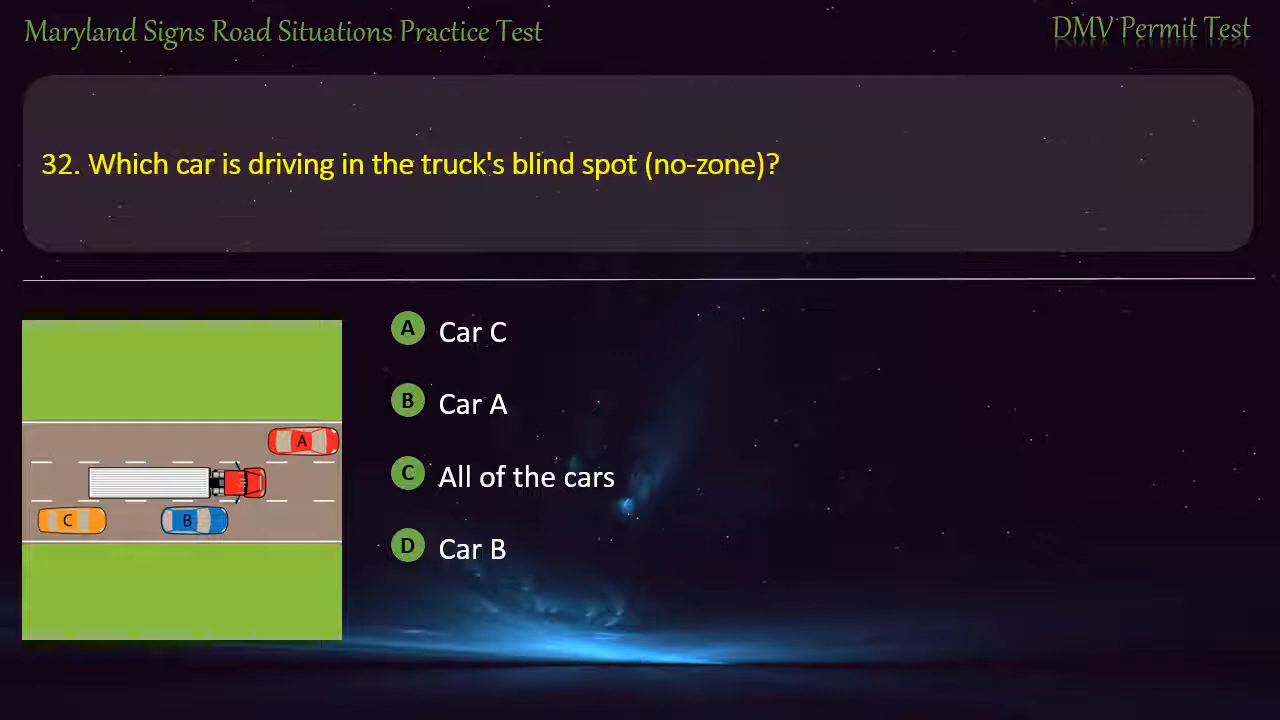 Maryland Signs Road Situations Practice Test
DMV Permit Test
32. Which car is driving in the truck's blind spot (no-zone)?
A Car C
B Car A
C All of the cars
D Car B
A
C
B